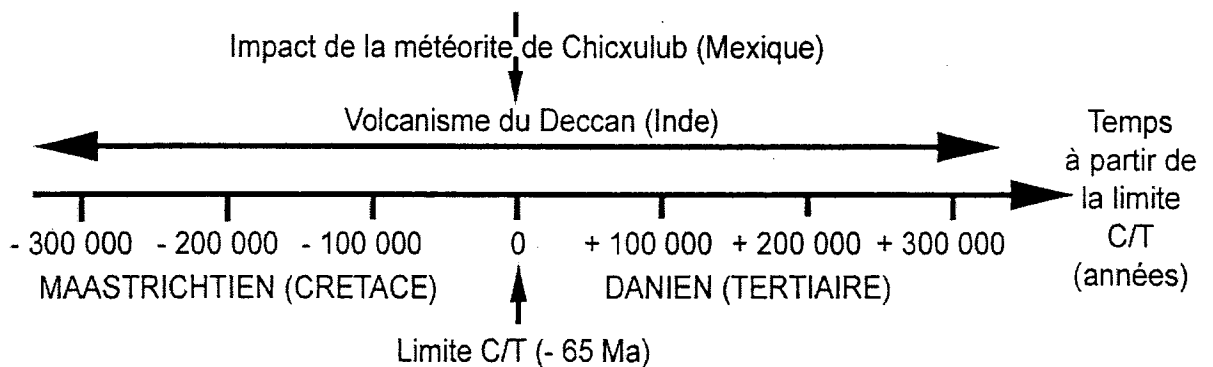 Impact de la météorite de Chicxulub (Mexique)
Volcanisme du Deccan (Inde)
Temps
à partir de
la limite
C/T
(années)
- 300 000 - 200 000 - 100 000 0 + 100 000 + 200 000 + 300 000
MAASTRICHTIEN (CRETACE) DANIEN (TERTIAIRE)
Limite C/T (- 65 Ma)